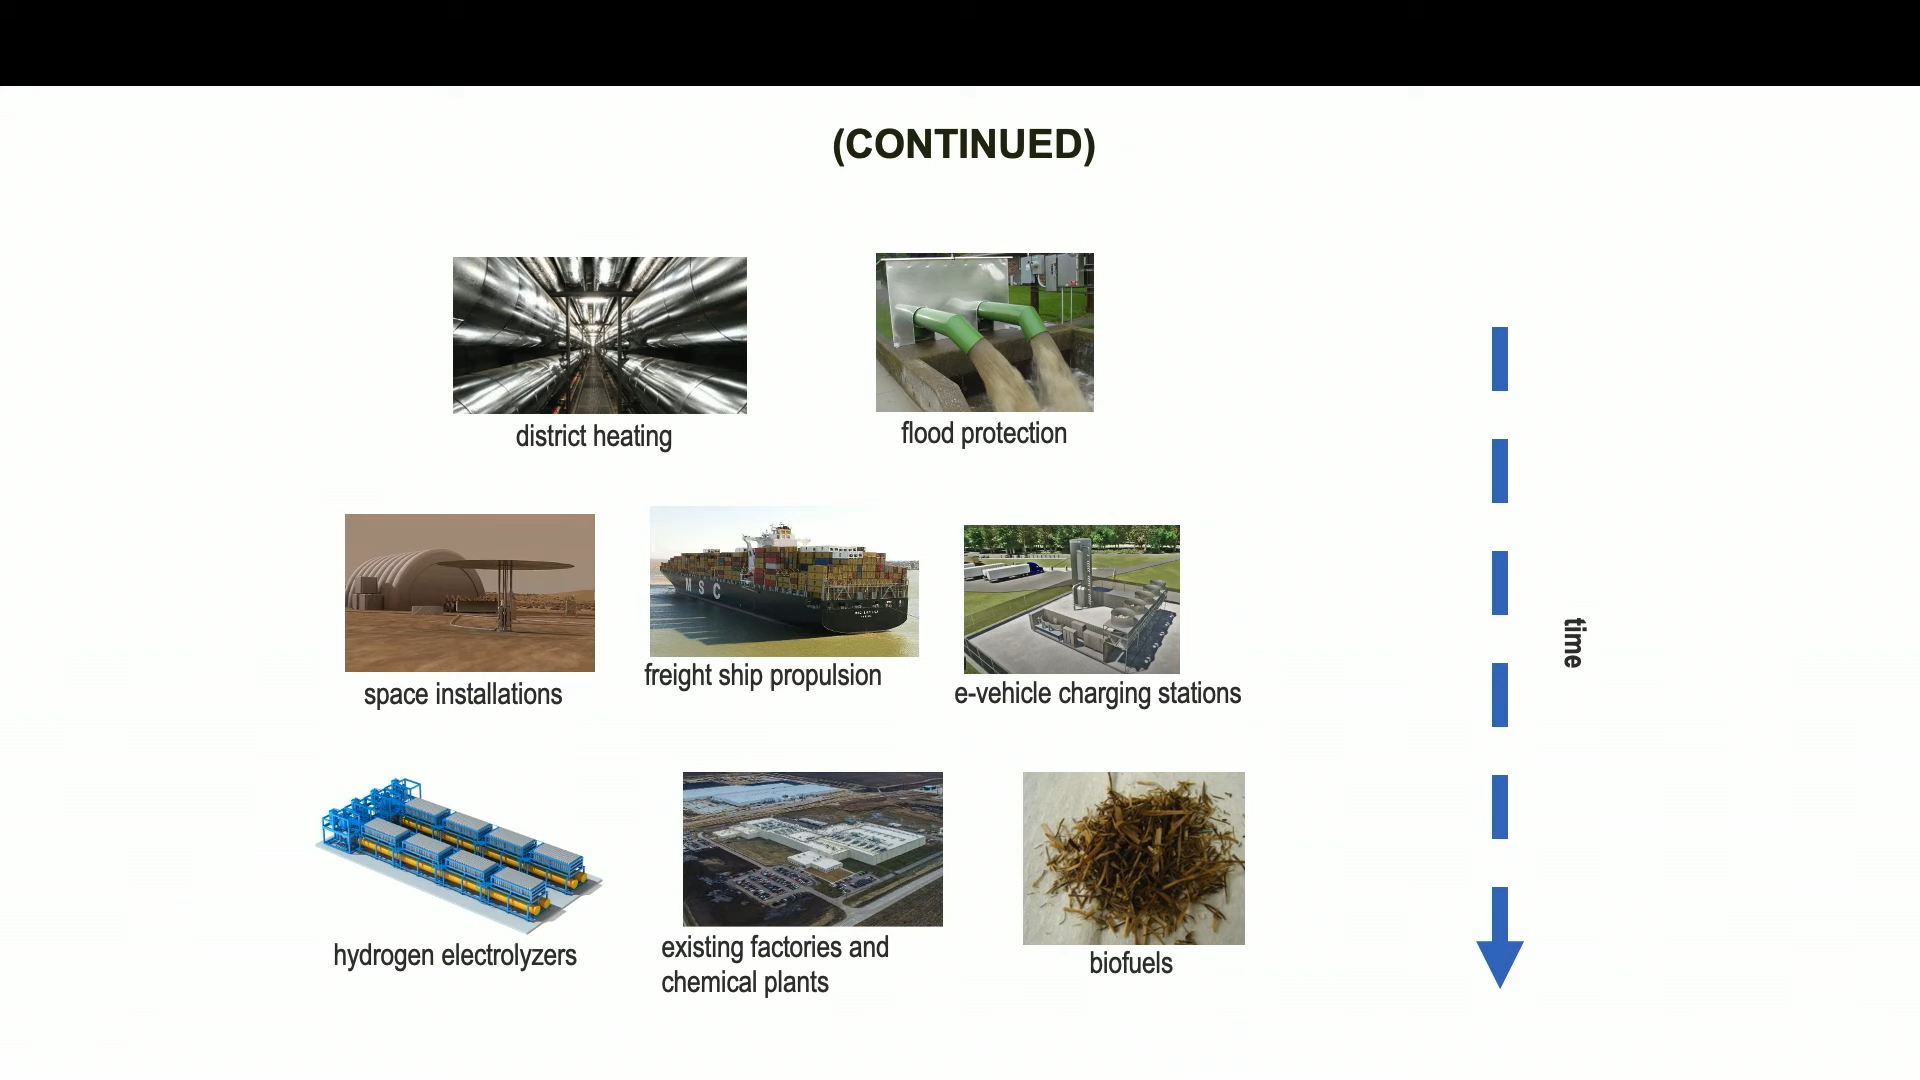 (CONTINUED)
district heating
flood protection
MSC
space installations
freight ship propulsion
e-vehicle charging stations
time
hydrogen electrolyzers
existing factories and
chemical plants
biofuels